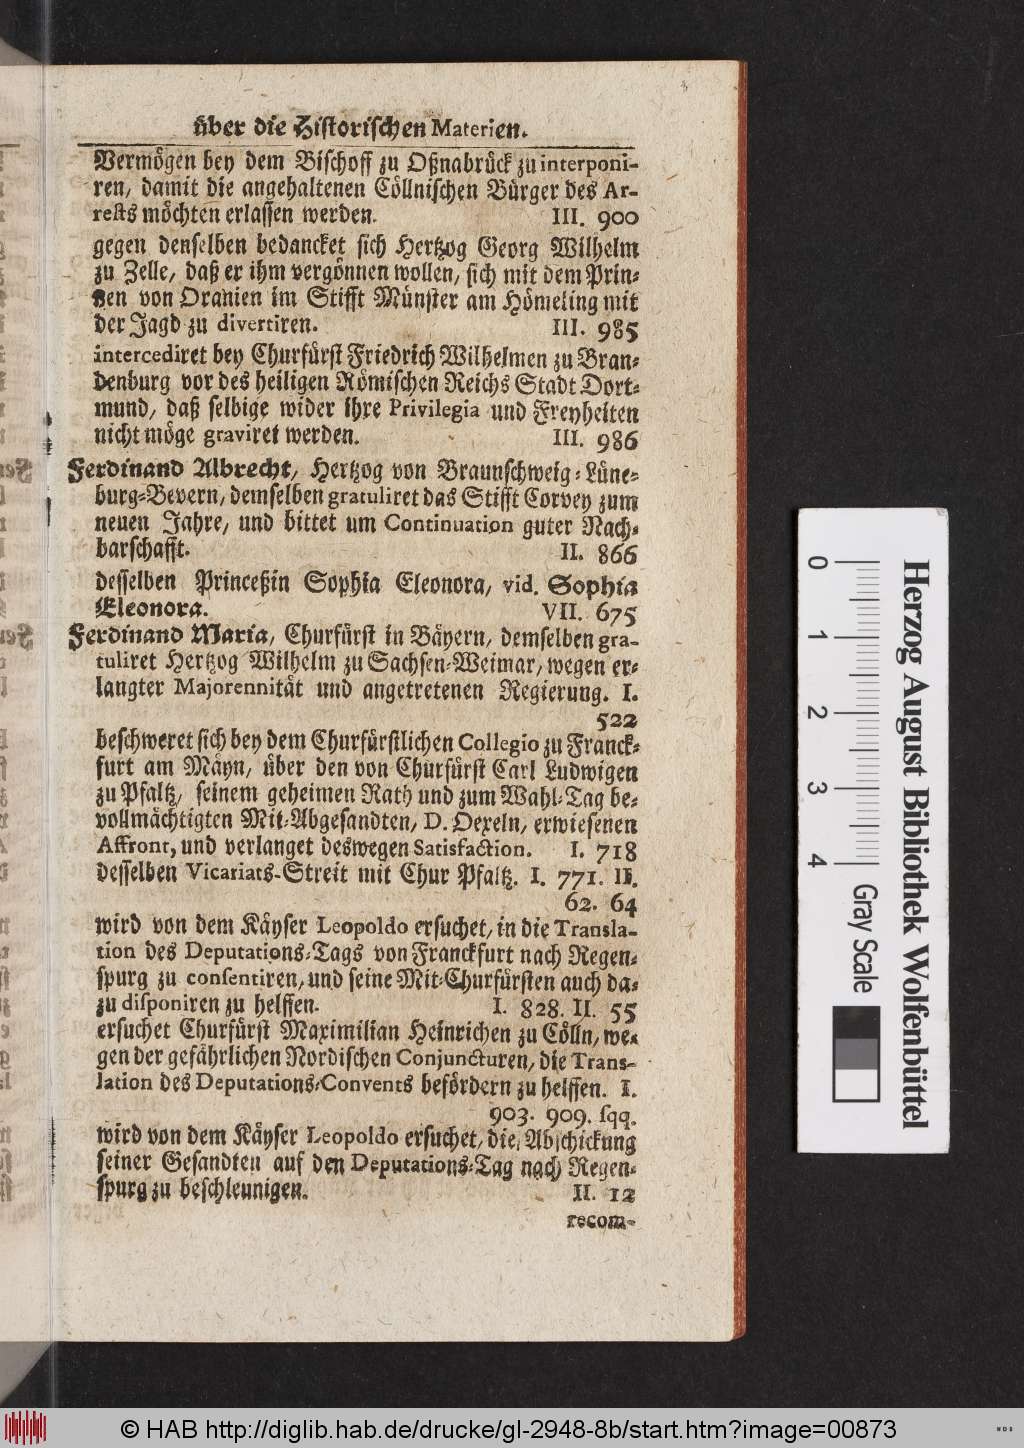 über die Historischen Materien.
Vermögen bey dem Bischoff zu Oßnabrück zu interponi-
ren, damit die angehaltenen Cöllnischen Bürger des Ar-
rests möchten erlassen werden. III. 900
gegen denselben bedancket sich Hertzog Georg Wilhelm
zu Zelle, daß er ihm vergönnen wollen, sich mit dem Prin-
tzen von Oranien im Stifft Münster am Hömeling mit
der Jagd zu divertiren. III. 985
intercediret bey Churfürst Friedrich Wilhelmen zu Bran-
denburg vor des heiligen Römischen Reichs Stadt Dort-
mund, daß selbige wider ihre Privilegia und Freyheiten
nicht möge graviret werden. III. 986
Ferdinand Albrecht, Hertzog von Braunschweig-Lüne-
burg-Bevern, demselben gratuliret das Stifft Corvey zum
neuen Jahre, und bittet um Continuation guter Nach-
barschafft. II. 866
desselben Princeßin Sophia Eleonora, vid. Sophia
Eleonora. VII. 675
Ferdinand Maria, Churfürst in Bäyern, demselben gra-
tuliret Hertzog Wilhelm zu Sachsen-Weimar, wegen er-
langter Majorennität und angetretenen Regierung. I.
522
beschweret sich bey dem Churfürstlichen Collegio zu Franck-
furt am Mäyn, über den von Churfürst Carl Ludwigen
zu Pfaltz, seinem geheimen Rath und zum Wahl-Tag be-
vollmächtigten Mit-Abgesandten, D. Oexeln, erwiesenen
Affront, und verlanget deswegen Satisfaction. I. 718
desselben Vicariats-Streit mit Chur Pfaltz. I. 771. II.
62. 64
wird von dem Käyser Leopoldo ersuchet, in die Transla-
tion des Deputations-Tags von Franckfurt nach Regen-
spurg zu consentiren, und seine Mit-Churfürsten auch da-
zu disponiren zu helffen. I. 828. II. 55
ersuchet Churfürst Maximilian Heinrichen zu Cölln, we-
gen der gefährlichen Nordischen Conjuncturen, die Trans-
lation des Deputations-Convents befördern zu helffen. I.
903. 909. sqq.
wird von dem Käyser Leopoldo ersuchet, die Abschickung
seiner Gesandten auf den Deputations-Tag nach Regen-
spurg zu beschleunigen. II. 12
recom-
0 1 2 3 4
Gray Scale
Herzog August Bibliothek Wolfenbüttel
© HAB http://diglib.hab.de/drucke/gl-2948-8b/start.htm?image=00873